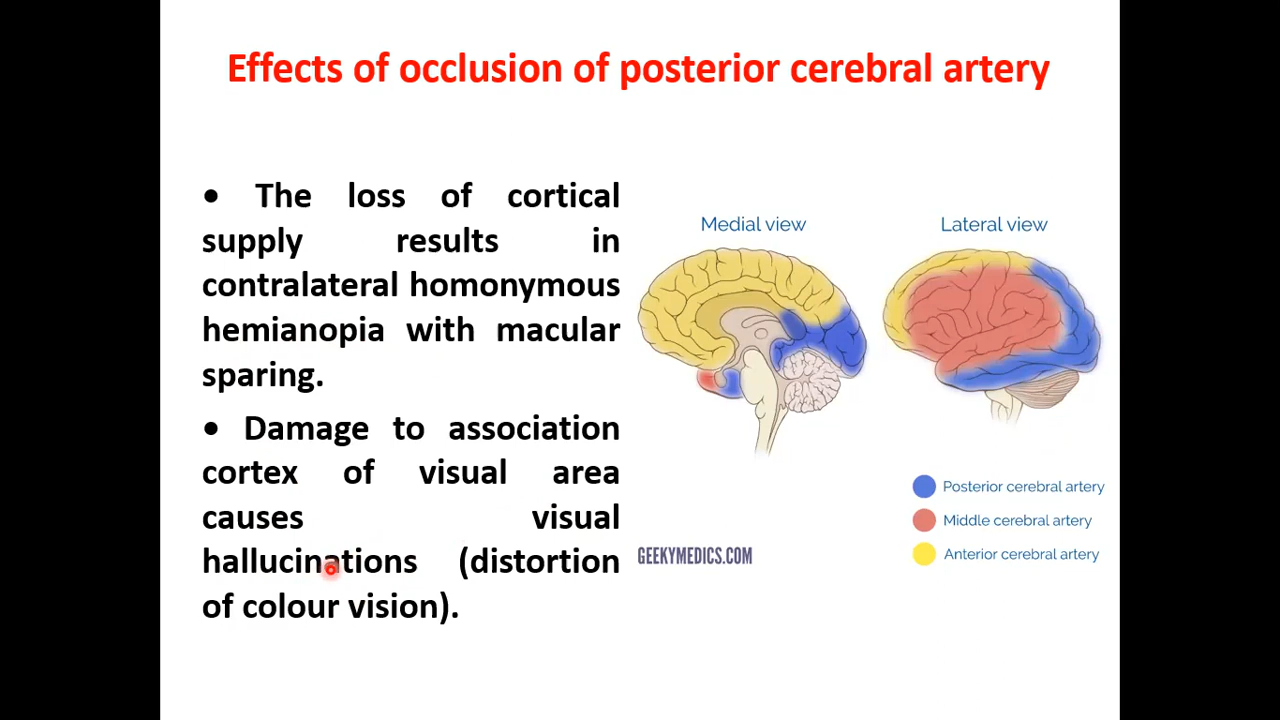 Effects of occlusion of posterior cerebral artery
• The loss of cortical
supply results in
contralateral homonymous
hemianopia with macular
sparing.
• Damage to association
cortex of visual area
causes visual
hallucinations (distortion
of colour vision).
Medial view
Lateral view
Posterior cerebral artery
Middle cerebral artery
Anterior cerebral artery
GEEKYMEDICS.COM